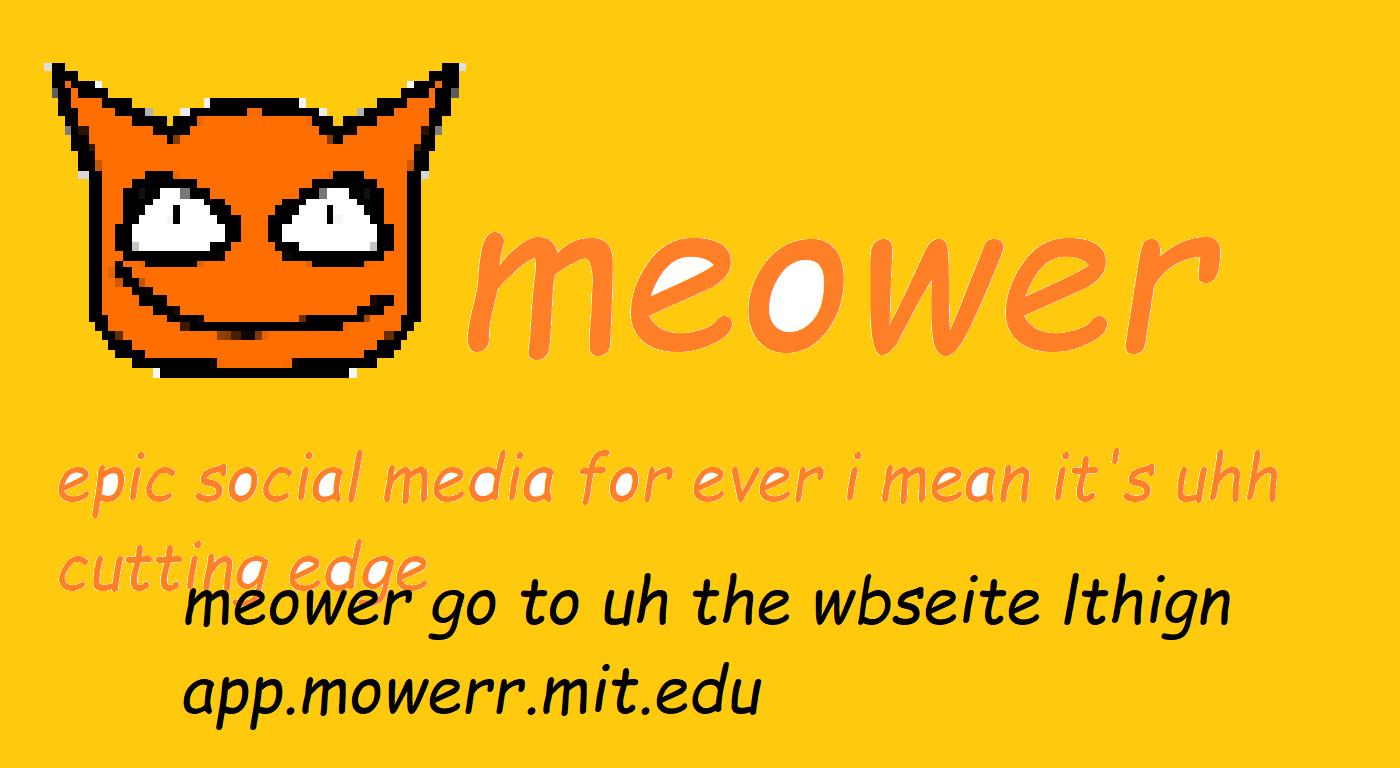 meower
epic social media for ever i mean it's uhh
cutting edge
meower go to uh the wbseite lthign
app.mowerr.mit.edu